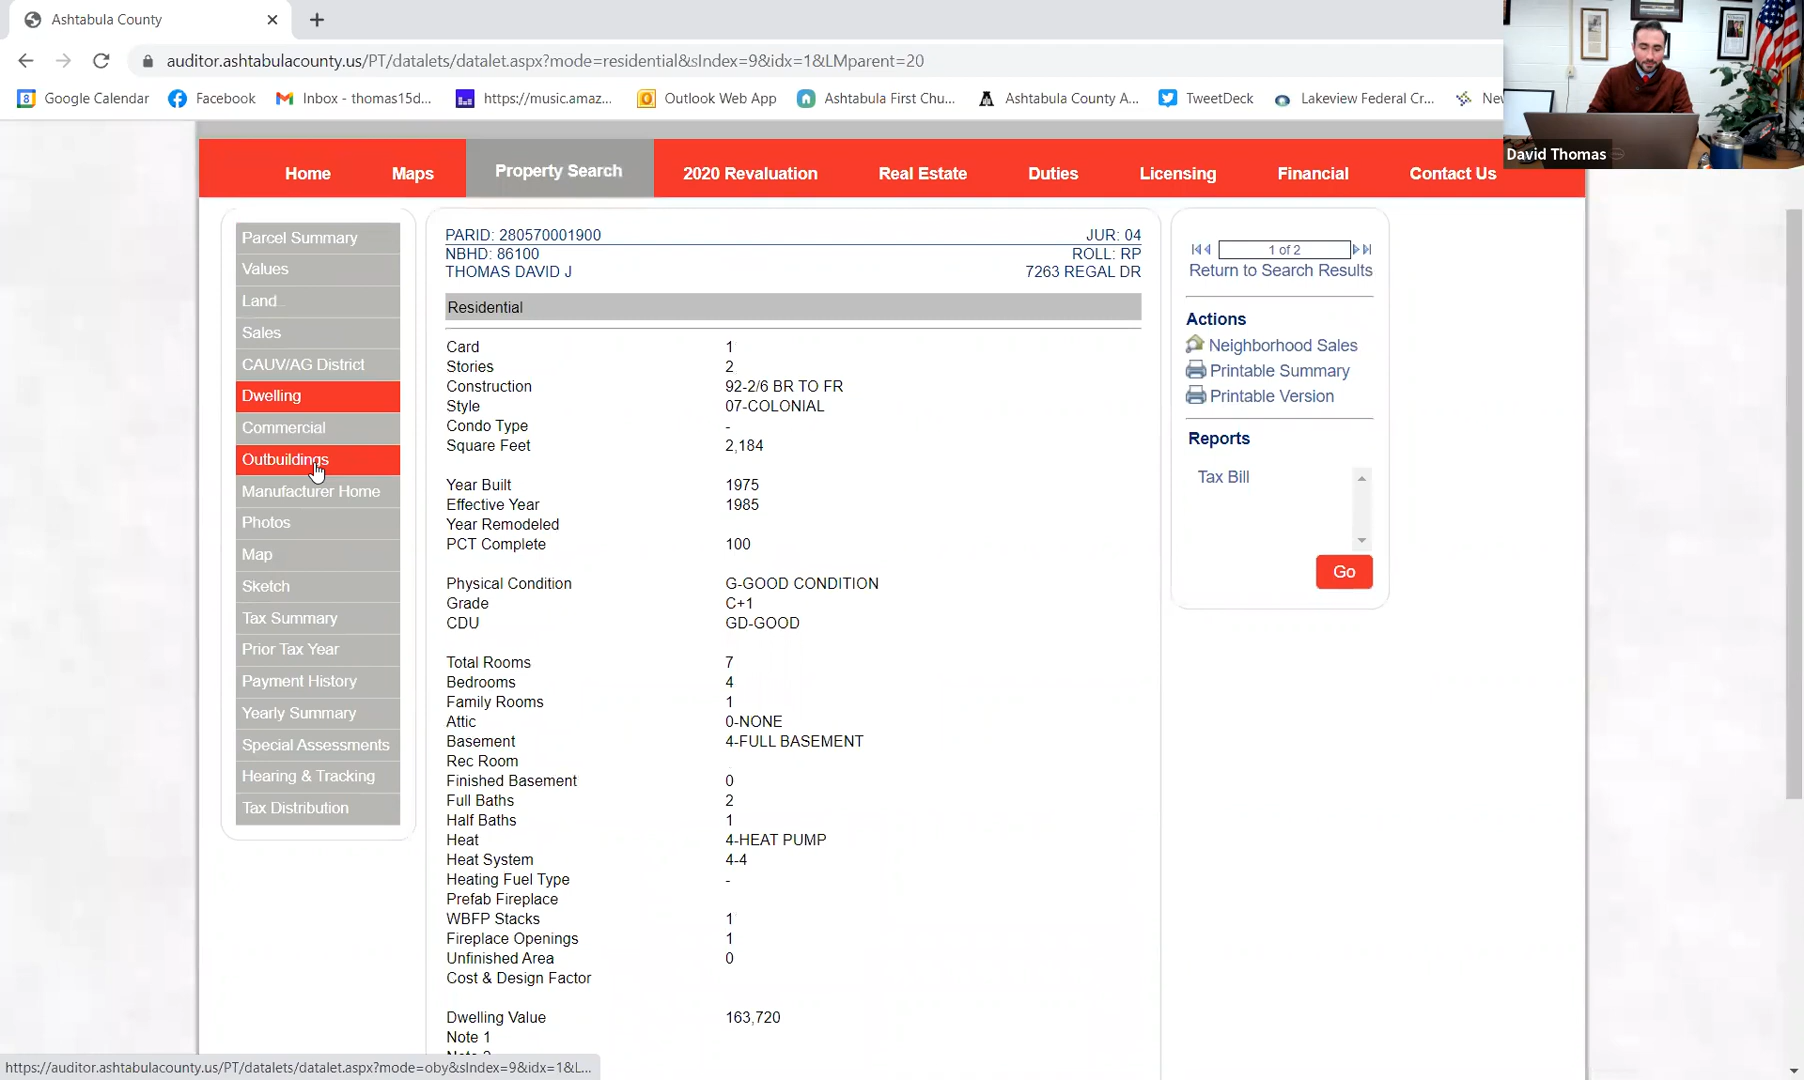 Ashtabula County
auditor.ashtabulacounty.us/PT/datalets/datalet.aspx?mode=residential&sIndex=9&idx=1&LMparent=20
Google Calendar Facebook Inbox - thomas15d... https://music.amaz... Outlook Web App Ashtabula First Chu... Ashtabula County A... TweetDeck Lakeview Federal Cr... Nev
David Thomas
Home Maps Property Search 2020 Revaluation Real Estate Duties Licensing Financial Contact Us
Parcel Summary
Values
Land
Sales
CAUV/AG District
Dwelling
Commercial
Outbuildings
Manufacturer Home
Photos
Map
Sketch
Tax Summary
Prior Tax Year
Payment History
Yearly Summary
Special Assessments
Hearing & Tracking
Tax Distribution
PARID: 280570001900 JUR: 04
NBHD: 86100 ROLL: RP
THOMAS DAVID J 7263 REGAL DR
Residential
Card 1
Stories 2
Construction 92-2/6 BR TO FR
Style 07-COLONIAL
Condo Type -
Square Feet 2,184
Year Built 1975
Effective Year 1985
Year Remodeled
PCT Complete 100
Physical Condition G-GOOD CONDITION
Grade C+1
CDU GD-GOOD
Total Rooms 7
Bedrooms 4
Family Rooms 1
Attic 0-NONE
Basement 4-FULL BASEMENT
Rec Room
Finished Basement 0
Full Baths 2
Half Baths 1
Heat 4-HEAT PUMP
Heat System 4-4
Heating Fuel Type -
Prefab Fireplace
WBFP Stacks 1
Fireplace Openings 1
Unfinished Area 0
Cost & Design Factor
Dwelling Value 163,720
Note 1
1 of 2
Return to Search Results
Actions
Neighborhood Sales
Printable Summary
Printable Version
Reports
Tax Bill
Go
https://auditor.ashtabulacounty.us/PT/datalets/datalet.aspx?mode=oby&sIndex=9&idx=1&L...